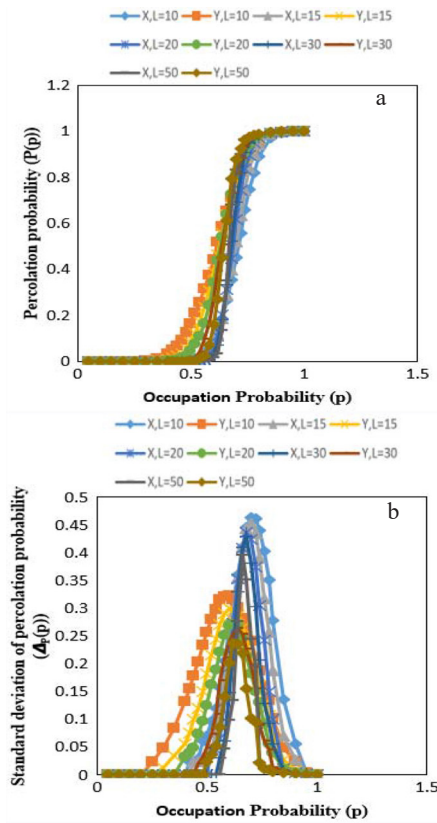 X,L=10 Y,L=10 X,L=15 Y,L=15
X,L=20 Y,L=20 X,L=30 Y,L=30
X,L=50 Y,L=50
a
1.2
1
0.8
0.6
0.4
0.2
0
Percolation probability (P(p))
0 0.5 1 1.5
Occupation Probability (p)
X,L=10 Y,L=10 X,L=15 Y,L=15
X,L=20 Y,L=20 X,L=30 Y,L=30
X,L=50 Y,L=50
b
0.5
0.45
0.4
0.35
0.3
0.25
0.2
0.15
0.1
0.05
0
Standard deviation of percolation probability
(Δp(p))
0 0.5 1 1.5
Occupation Probability (p)